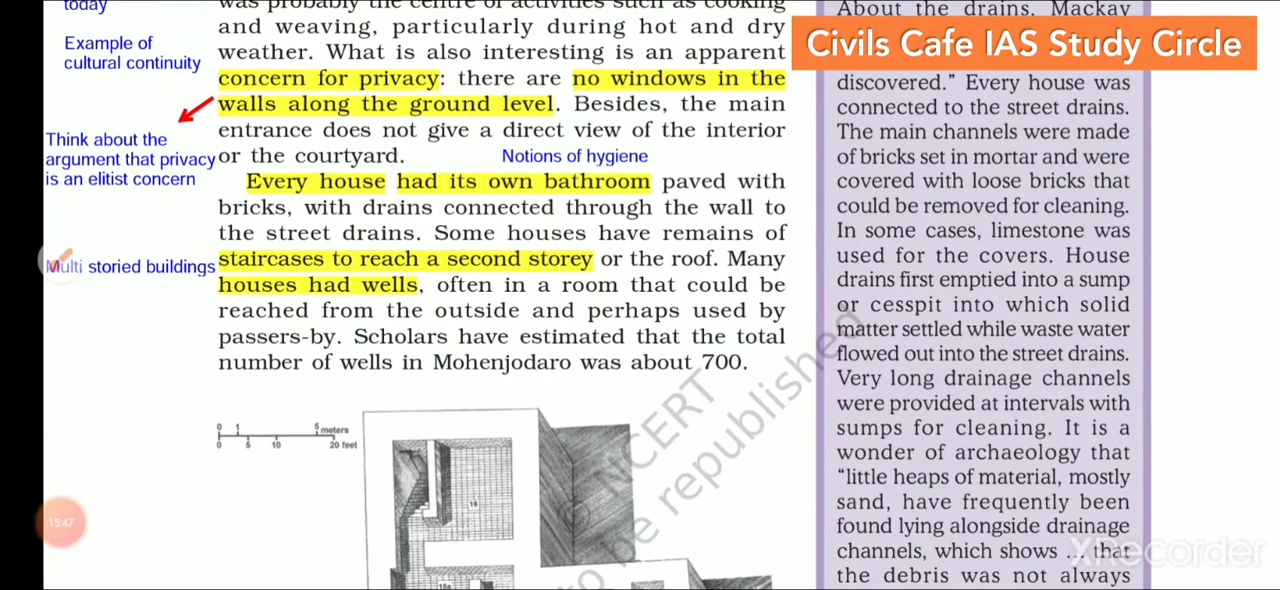 today
Example of
cultural continuity
Think about the
argument that privacy
is an elitist concern
Multi storied buildings
was probably the centre of activities such as cooking
and weaving, particularly during hot and dry
weather. What is also interesting is an apparent
concern for privacy: there are no windows in the
walls along the ground level. Besides, the main
entrance does not give a direct view of the interior
or the courtyard.
Notions of hygiene
Every house had its own bathroom paved with
bricks, with drains connected through the wall to
the street drains. Some houses have remains of
staircases to reach a second storey or the roof. Many
houses had wells, often in a room that could be
reached from the outside and perhaps used by
passers-by. Scholars have estimated that the total
number of wells in Mohenjodaro was about 700.
0 1 5 meters
0 5 10 20 feet
16
15:47
NCERT
to be republished
About the drains, Mackay
Civils Cafe IAS Study Circle
discovered.” Every house was
connected to the street drains.
The main channels were made
of bricks set in mortar and were
covered with loose bricks that
could be removed for cleaning.
In some cases, limestone was
used for the covers. House
drains first emptied into a sump
or cesspit into which solid
matter settled while waste water
flowed out into the street drains.
Very long drainage channels
were provided at intervals with
sumps for cleaning. It is a
wonder of archaeology that
“little heaps of material, mostly
sand, have frequently been
found lying alongside drainage
channels, which shows ... that
the debris was not always
XRecorder